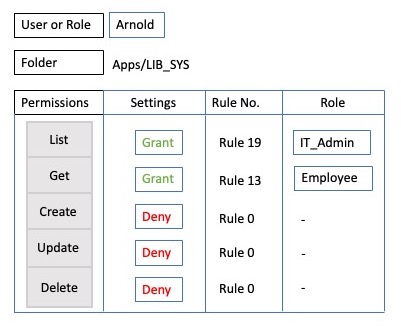 User or Role Arnold
Folder Apps/LIB_SYS
Permissions Settings Rule No. Role
List Grant Rule 19 IT_Admin
Get Grant Rule 13 Employee
Create Deny Rule 0 -
Update Deny Rule 0 -
Delete Deny Rule 0 -